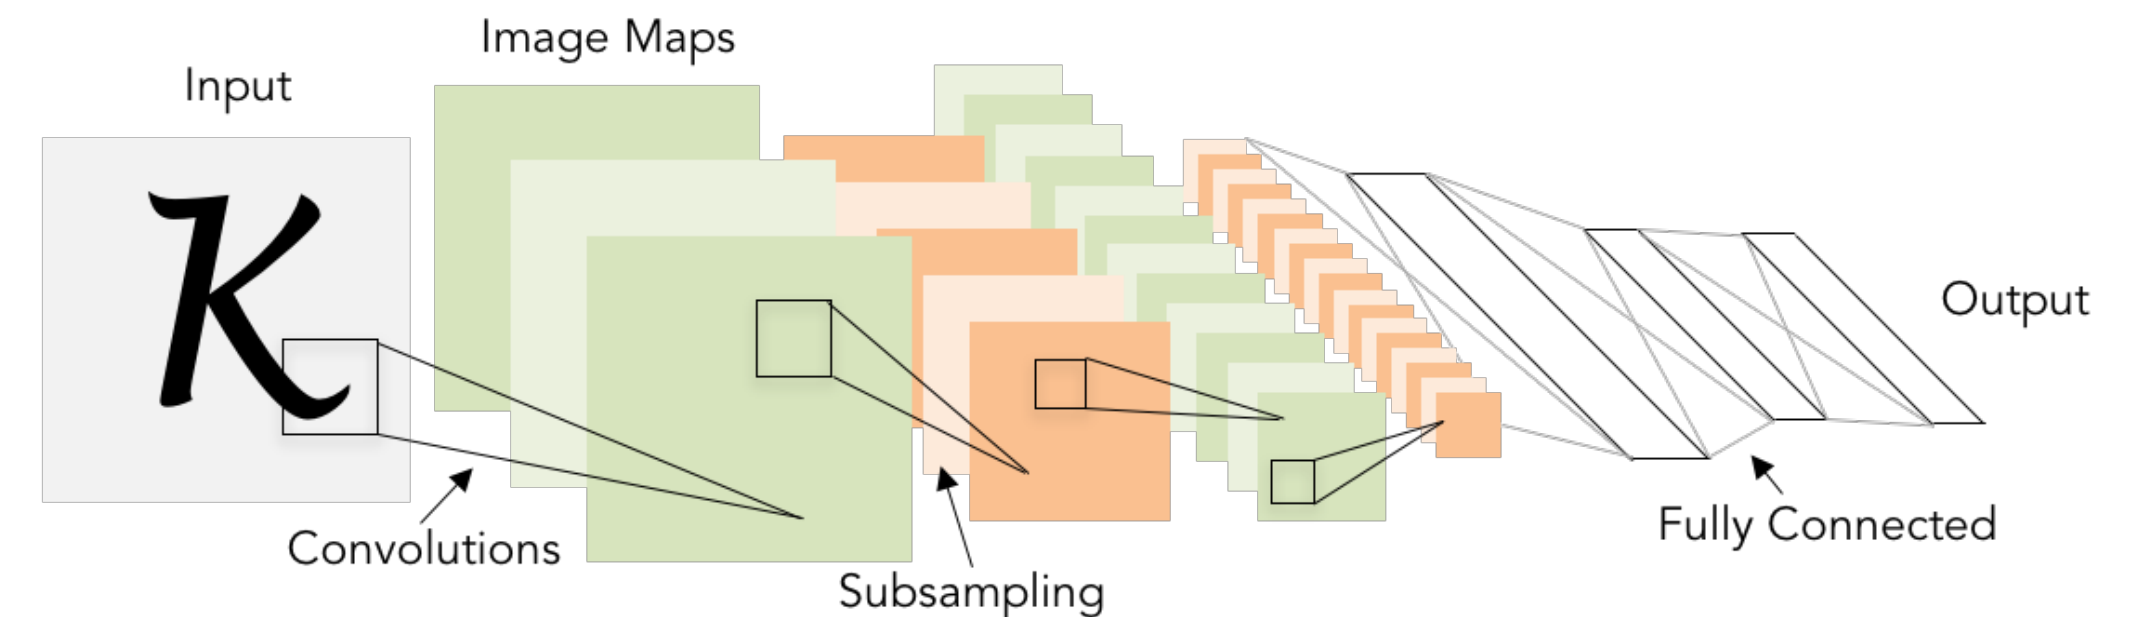 Image Maps
Input
K
Output
Convolutions
Fully Connected
Subsampling